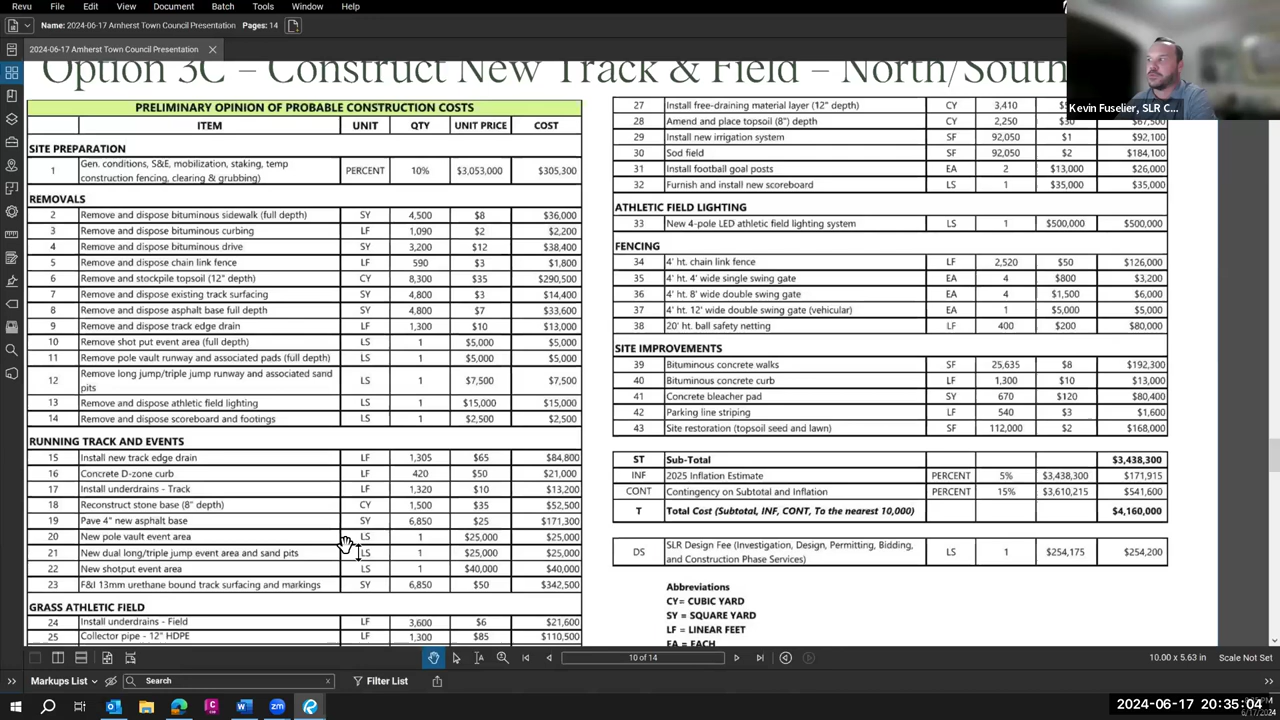 Revu File Edit View Document Batch Tools Window Help
Name: 2024-06-17 Amherst Town Council Presentation Pages: 14
2024-06-17 Amherst Town Council Presentation
Option 3C – Construct New Track & Field – North/South
Kevin Fuselier, SLR C...
PRELIMINARY OPINION OF PROBABLE CONSTRUCTION COSTS
ITEM UNIT QTY UNIT PRICE COST
SITE PREPARATION
1 Gen. conditions, S&E, mobilization, staking, temp construction fencing, clearing & grubbing) PERCENT 10% $3,053,000 $305,300
REMOVALS
2 Remove and dispose bituminous sidewalk (full depth) SY 4,500 $8 $36,000
3 Remove and dispose bituminous curbing LF 1,090 $2 $2,200
4 Remove and dispose bituminous drive SY 3,200 $12 $38,400
5 Remove and dispose chain link fence LF 590 $3 $1,800
6 Remove and stockpile topsoil (12" depth) CY 8,300 $35 $290,500
7 Remove and dispose existing track surfacing SY 4,800 $3 $14,400
8 Remove and dispose asphalt base full depth SY 4,800 $7 $33,600
9 Remove and dispose track edge drain LF 1,300 $10 $13,000
10 Remove shot put event area (full depth) LS 1 $5,000 $5,000
11 Remove pole vault runway and associated pads (full depth) LS 1 $5,000 $5,000
12 Remove long jump/triple jump runway and associated sand pits LS 1 $7,500 $7,500
13 Remove and dispose athletic field lighting LS 1 $15,000 $15,000
14 Remove and dispose scoreboard and footings LS 1 $2,500 $2,500
RUNNING TRACK AND EVENTS
15 Install new track edge drain LF 1,305 $65 $84,800
16 Concrete D-zone curb LF 420 $50 $21,000
17 Install underdrains - Track LF 1,320 $10 $13,200
18 Reconstruct stone base (8" depth) CY 1,500 $35 $52,500
19 Pave 4" new asphalt base SY 6,850 $25 $171,300
20 New pole vault event area LS 1 $25,000 $25,000
21 New dual long/triple jump event area and sand pits LS 1 $25,000 $25,000
22 New shotput event area LS 1 $40,000 $40,000
23 F&I 13mm urethane bound track surfacing and markings SY 6,850 $50 $342,500
GRASS ATHLETIC FIELD
24 Install underdrains - Field LF 3,600 $6 $21,600
25 Collector pipe - 12" HDPE LF 1,300 $85 $110,500
27 Install free-draining material layer (12" depth) CY 3,410
28 Amend and place topsoil (8") depth CY 2,250 $30 $67,500
29 Install new irrigation system SF 92,050 $1 $92,100
30 Sod field SF 92,050 $2 $184,100
31 Install football goal posts EA 2 $13,000 $26,000
32 Furnish and install new scoreboard LS 1 $35,000 $35,000
ATHLETIC FIELD LIGHTING
33 New 4-pole LED athletic field lighting system LS 1 $500,000 $500,000
FENCING
34 4' ht. chain link fence LF 2,520 $50 $126,000
35 4' ht. 4' wide single swing gate EA 4 $800 $3,200
36 4' ht. 8' wide double swing gate EA 4 $1,500 $6,000
37 4' ht. 12' wide double swing gate (vehicular) EA 1 $5,000 $5,000
38 20' ht. ball safety netting LF 400 $200 $80,000
SITE IMPROVEMENTS
39 Bituminous concrete walks SF 25,635 $8 $192,300
40 Bituminous concrete curb LF 1,300 $10 $13,000
41 Concrete bleacher pad SY 670 $120 $80,400
42 Parking line striping LF 540 $3 $1,600
43 Site restoration (topsoil seed and lawn) SF 112,000 $2 $168,000
ST Sub-Total $3,438,300
INF 2025 Inflation Estimate PERCENT 5% $3,438,300 $171,915
CONT Contingency on Subtotal and Inflation PERCENT 15% $3,610,215 $541,600
T Total Cost (Subtotal, INF, CONT, To the nearest 10,000) $4,160,000
DS SLR Design Fee (Investigation, Design, Permitting, Bidding, and Construction Phase Services) LS 1 $254,175 $254,200
Abbreviations
CY= CUBIC YARD
SY = SQUARE YARD
LF = LINEAR FEET
EA = EACH
10 of 14
10.00 x 5.63 in Scale Not Set
Markups List Search Filter List
2024-06-17 20:35:04